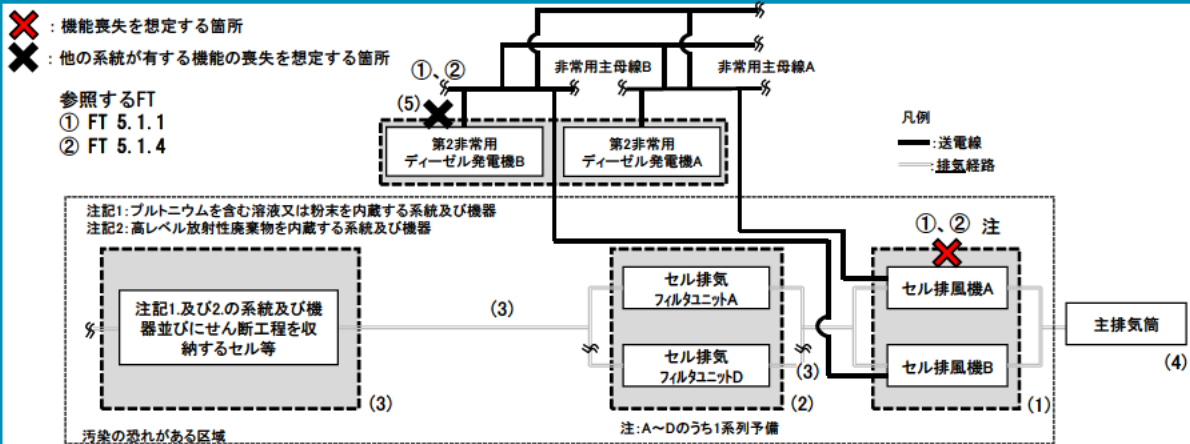 ：機能喪失を想定する箇所
：他の系統が有する機能の喪失を想定する箇所
参照するFT
① FT 5.1.1
② FT 5.1.4
①、②
(5)
非常用主母線B
非常用主母線A
第2非常用
ディーゼル発電機B
第2非常用
ディーゼル発電機A
凡例
：送電線
：排気経路
注記1：プルトニウムを含む溶液又は粉末を内蔵する系統及び機器
注記2：高レベル放射性廃棄物を内蔵する系統及び機器
注記1.及び2.の系統及び機
器並びにせん断工程を収
納するセル等
(3)
(3)
セル排気
フィルタユニットA
セル排気
フィルタユニットD
(3)
(2)
注：A～Dのうち1系列予備
①、② 注
セル排風機A
セル排風機B
(1)
主排気筒
(4)
汚染の恐れがある区域